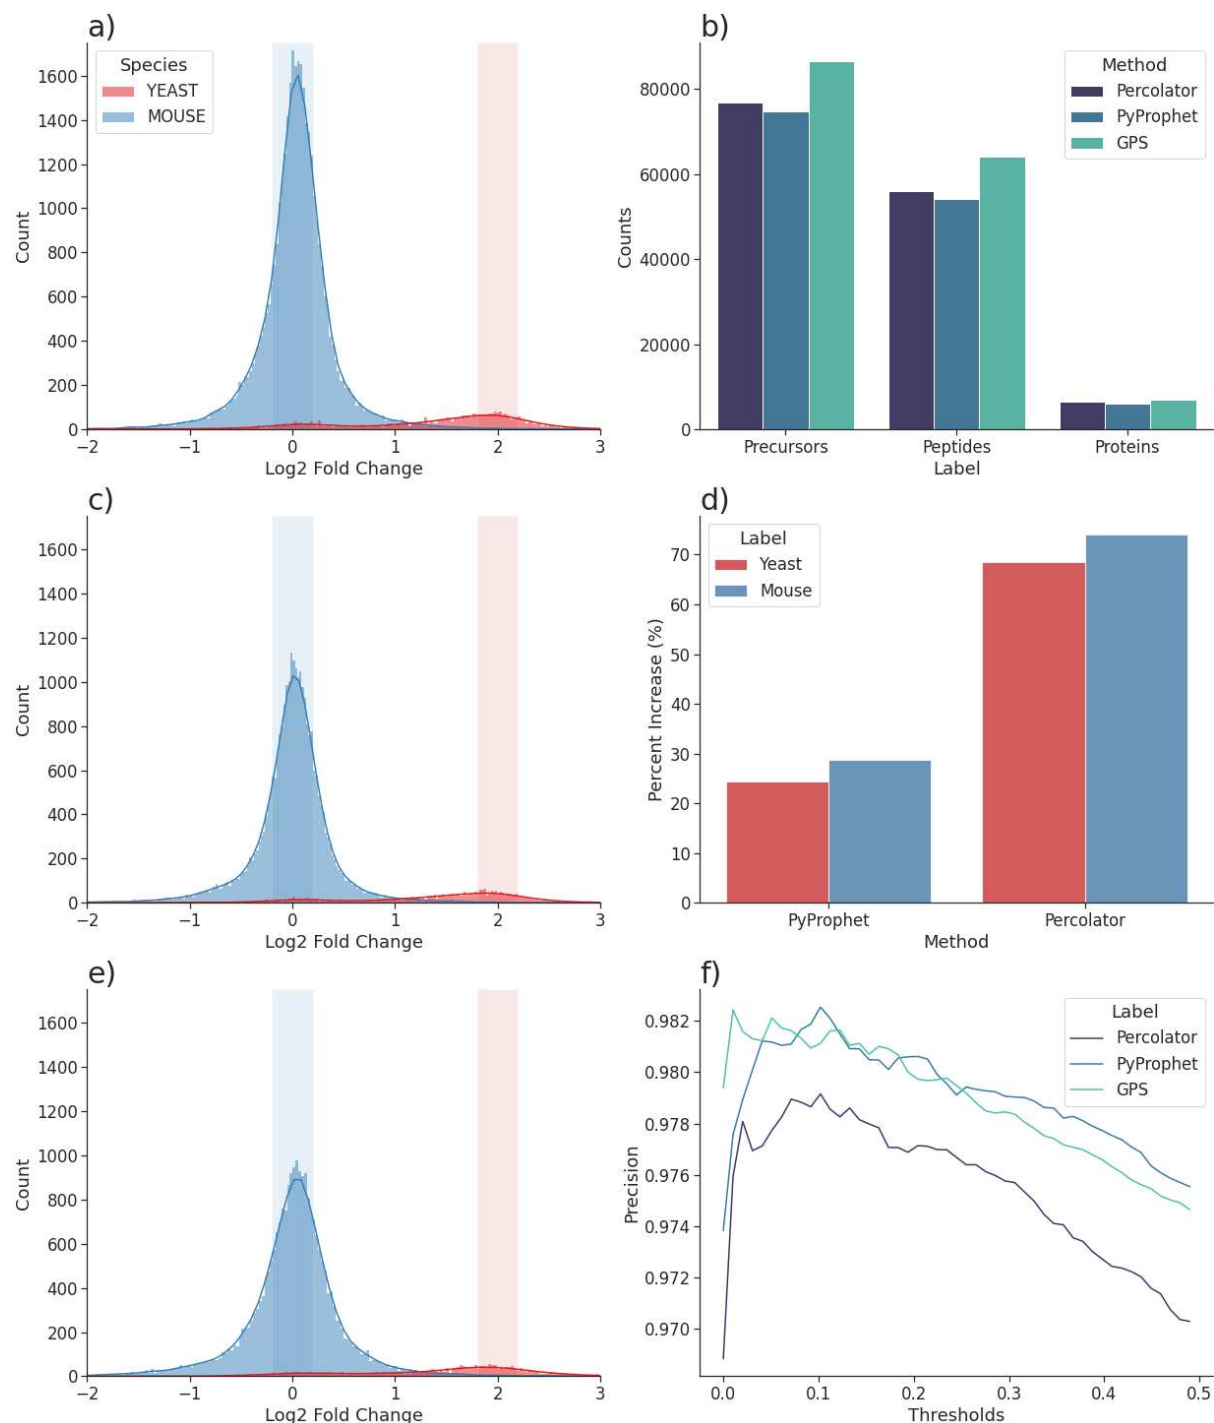 a)
1600
1400
1200
1000
800
600
400
200
0
Count
Species
YEAST
MOUSE
−2 −1 0 1 2 3
Log2 Fold Change
b)
80000
60000
40000
20000
0
Counts
Method
Percolator
PyProphet
GPS
Precursors Peptides Proteins
Label
c)
1600
1400
1200
1000
800
600
400
200
0
Count
−2 −1 0 1 2 3
Log2 Fold Change
d)
70
60
50
40
30
20
10
0
Percent Increase (%)
Label
Yeast
Mouse
PyProphet Percolator
Method
e)
1600
1400
1200
1000
800
600
400
200
0
Count
−2 −1 0 1 2 3
Log2 Fold Change
f)
0.982
0.980
0.978
0.976
0.974
0.972
0.970
Precision
Label
Percolator
PyProphet
GPS
0.0 0.1 0.2 0.3 0.4 0.5
Thresholds